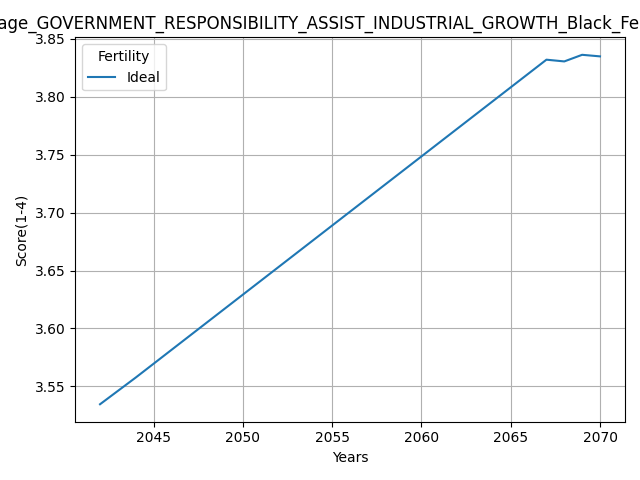 age_GOVERNMENT_RESPONSIBILITY_ASSIST_INDUSTRIAL_GROWTH_Black_Fe
3.85
3.80
3.75
3.70
3.65
3.60
3.55
Score(1-4)
Fertility
Ideal
2045 2050 2055 2060 2065 2070
Years